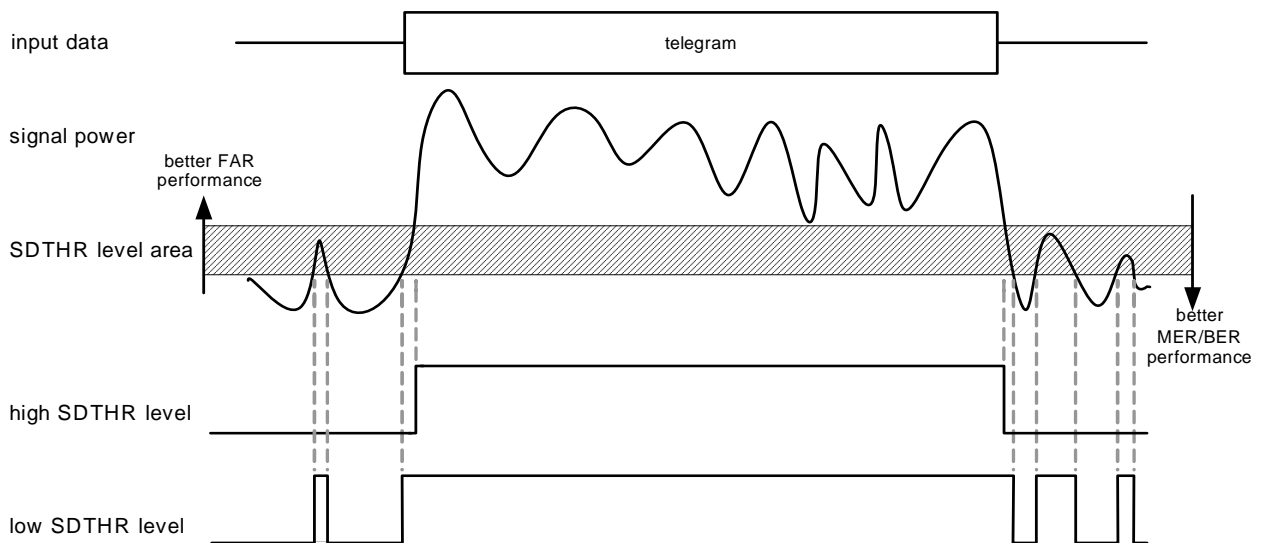 input data
telegram
signal power
better FAR
performance
SDTHR level area
better
MER/BER
performance
high SDTHR level
low SDTHR level